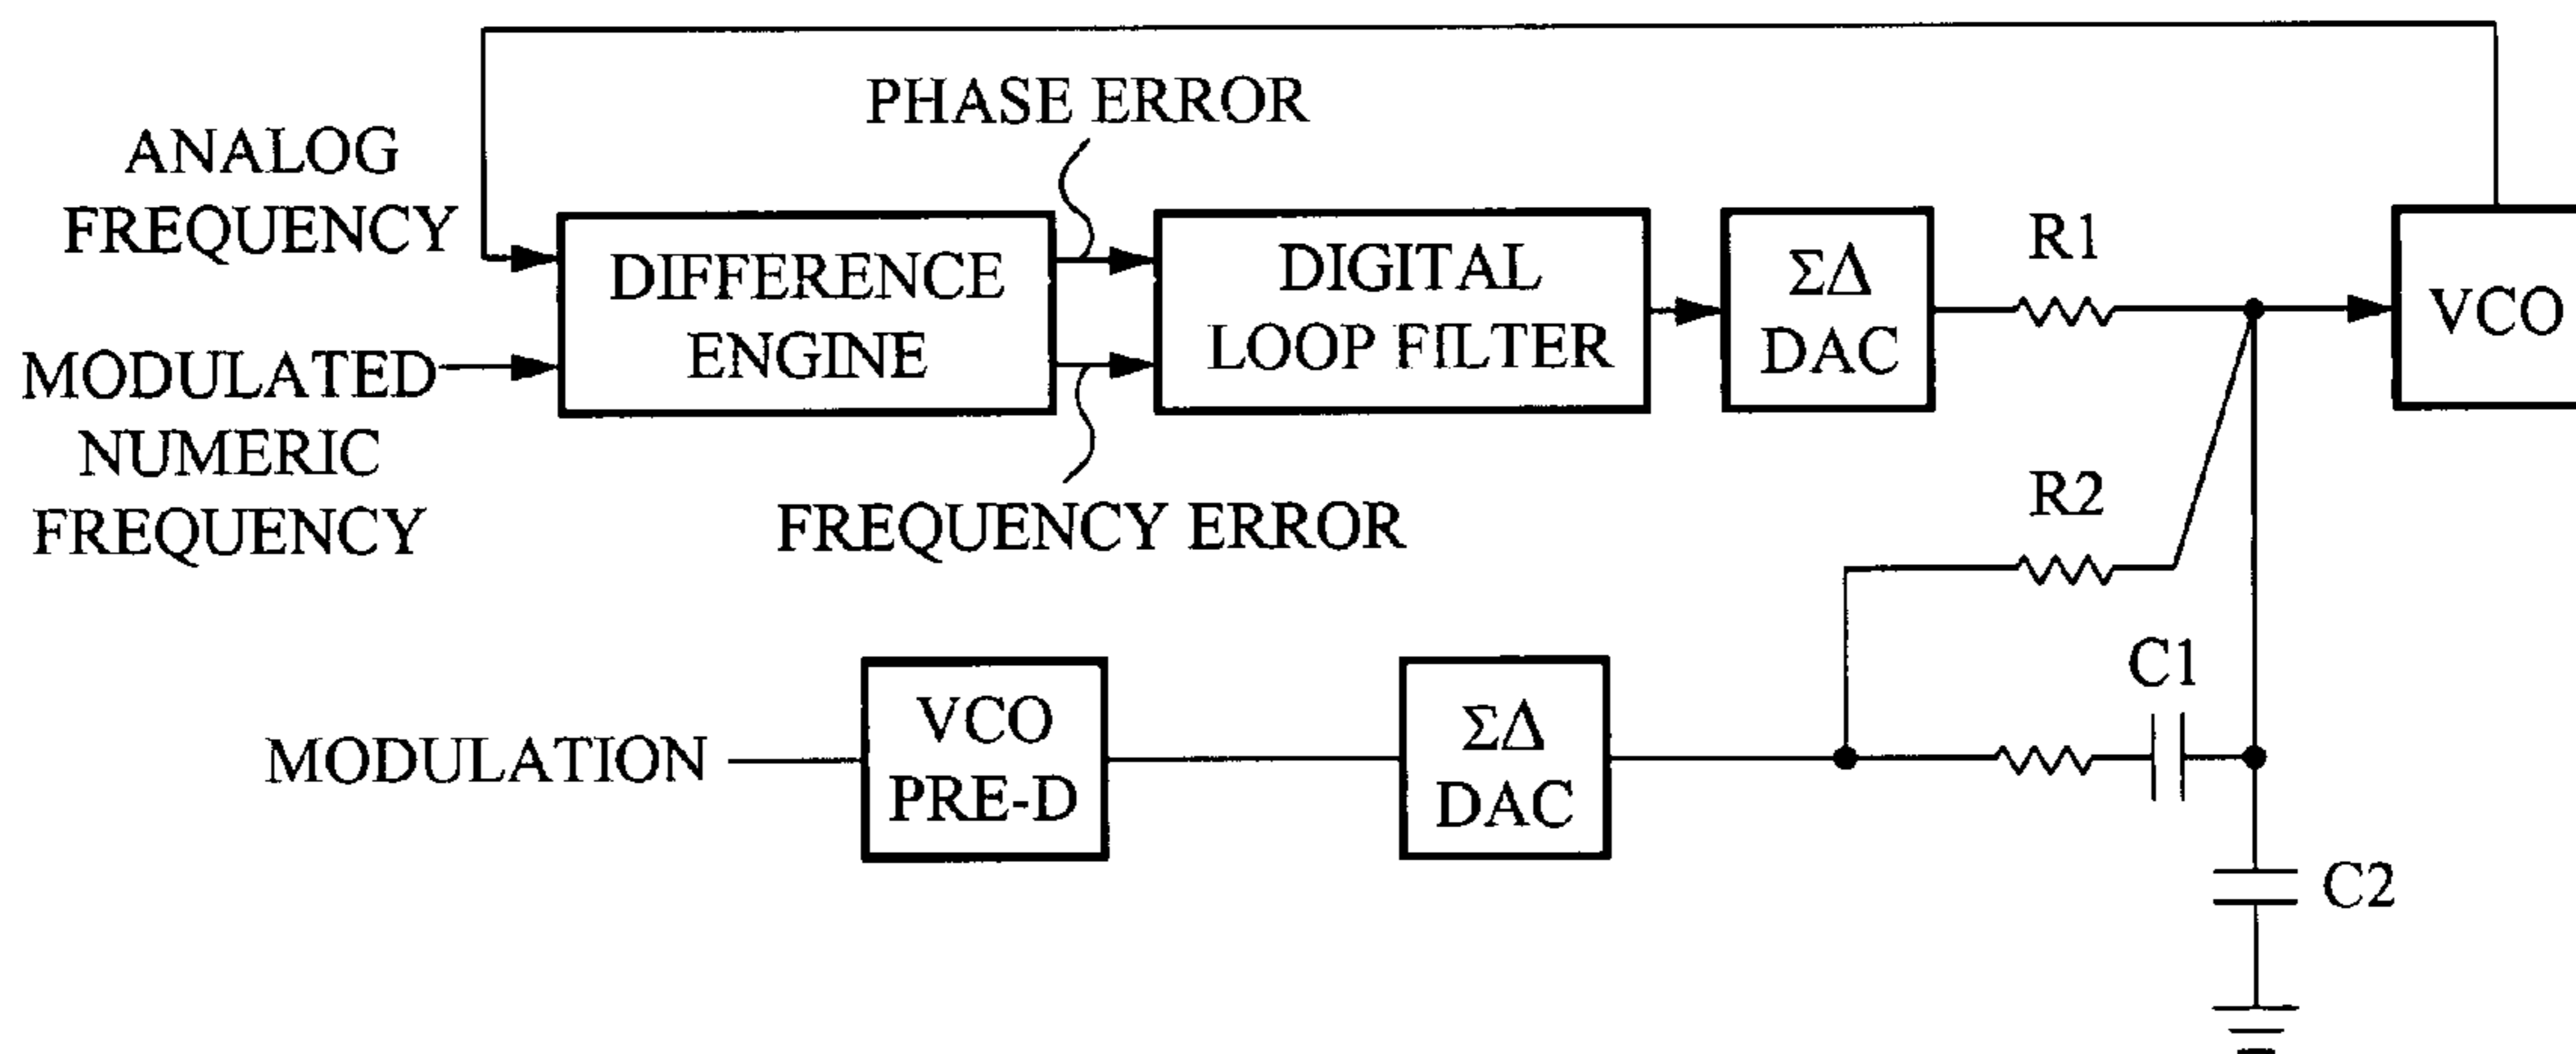 PHASE ERROR
ANALOG
FREQUENCY
MODULATED
NUMERIC
FREQUENCY
DIFFERENCE
ENGINE
FREQUENCY ERROR
DIGITAL
LOOP FILTER
ΣΔ
DAC
R1
VCO
R2
C1
MODULATION
VCO
PRE-D
ΣΔ
DAC
C2